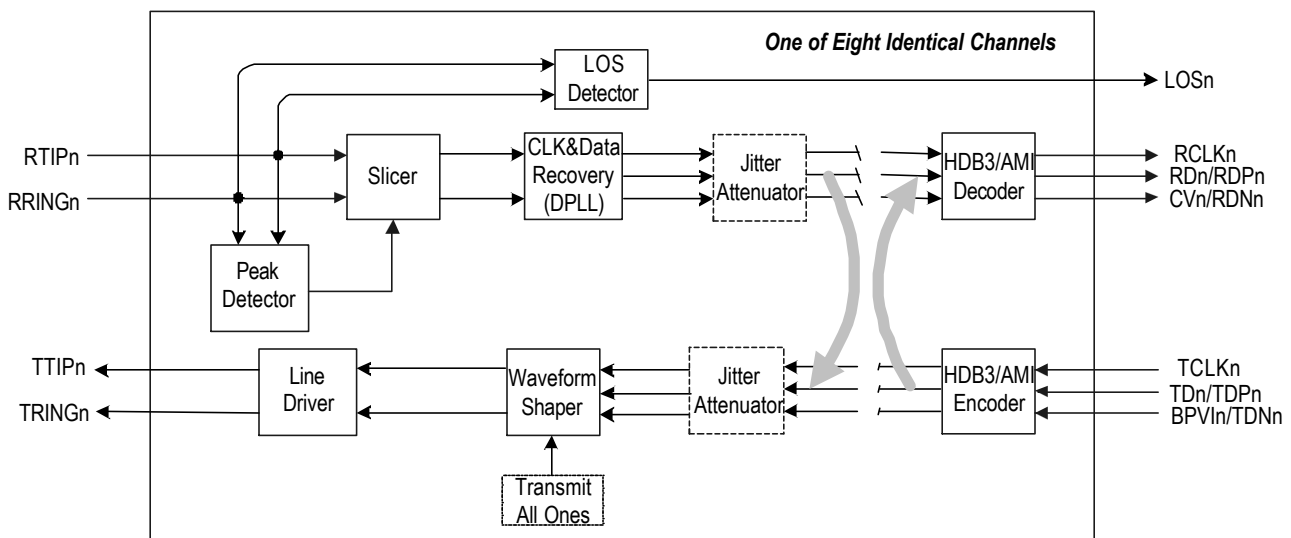 One of Eight Identical Channels
LOS
Detector
LOSn
RTIPn
RRINGn
Slicer
CLK&Data
Recovery
(DPLL)
Jitter
Attenuator
HDB3/AMI
Decoder
RCLKn
RDn/RDPn
CVn/RDNn
Peak
Detector
TTIPn
TRINGn
Line
Driver
Waveform
Shaper
Jitter
Attenuator
HDB3/AMI
Encoder
TCLKn
TDn/TDPn
BPVIn/TDNn
Transmit
All Ones